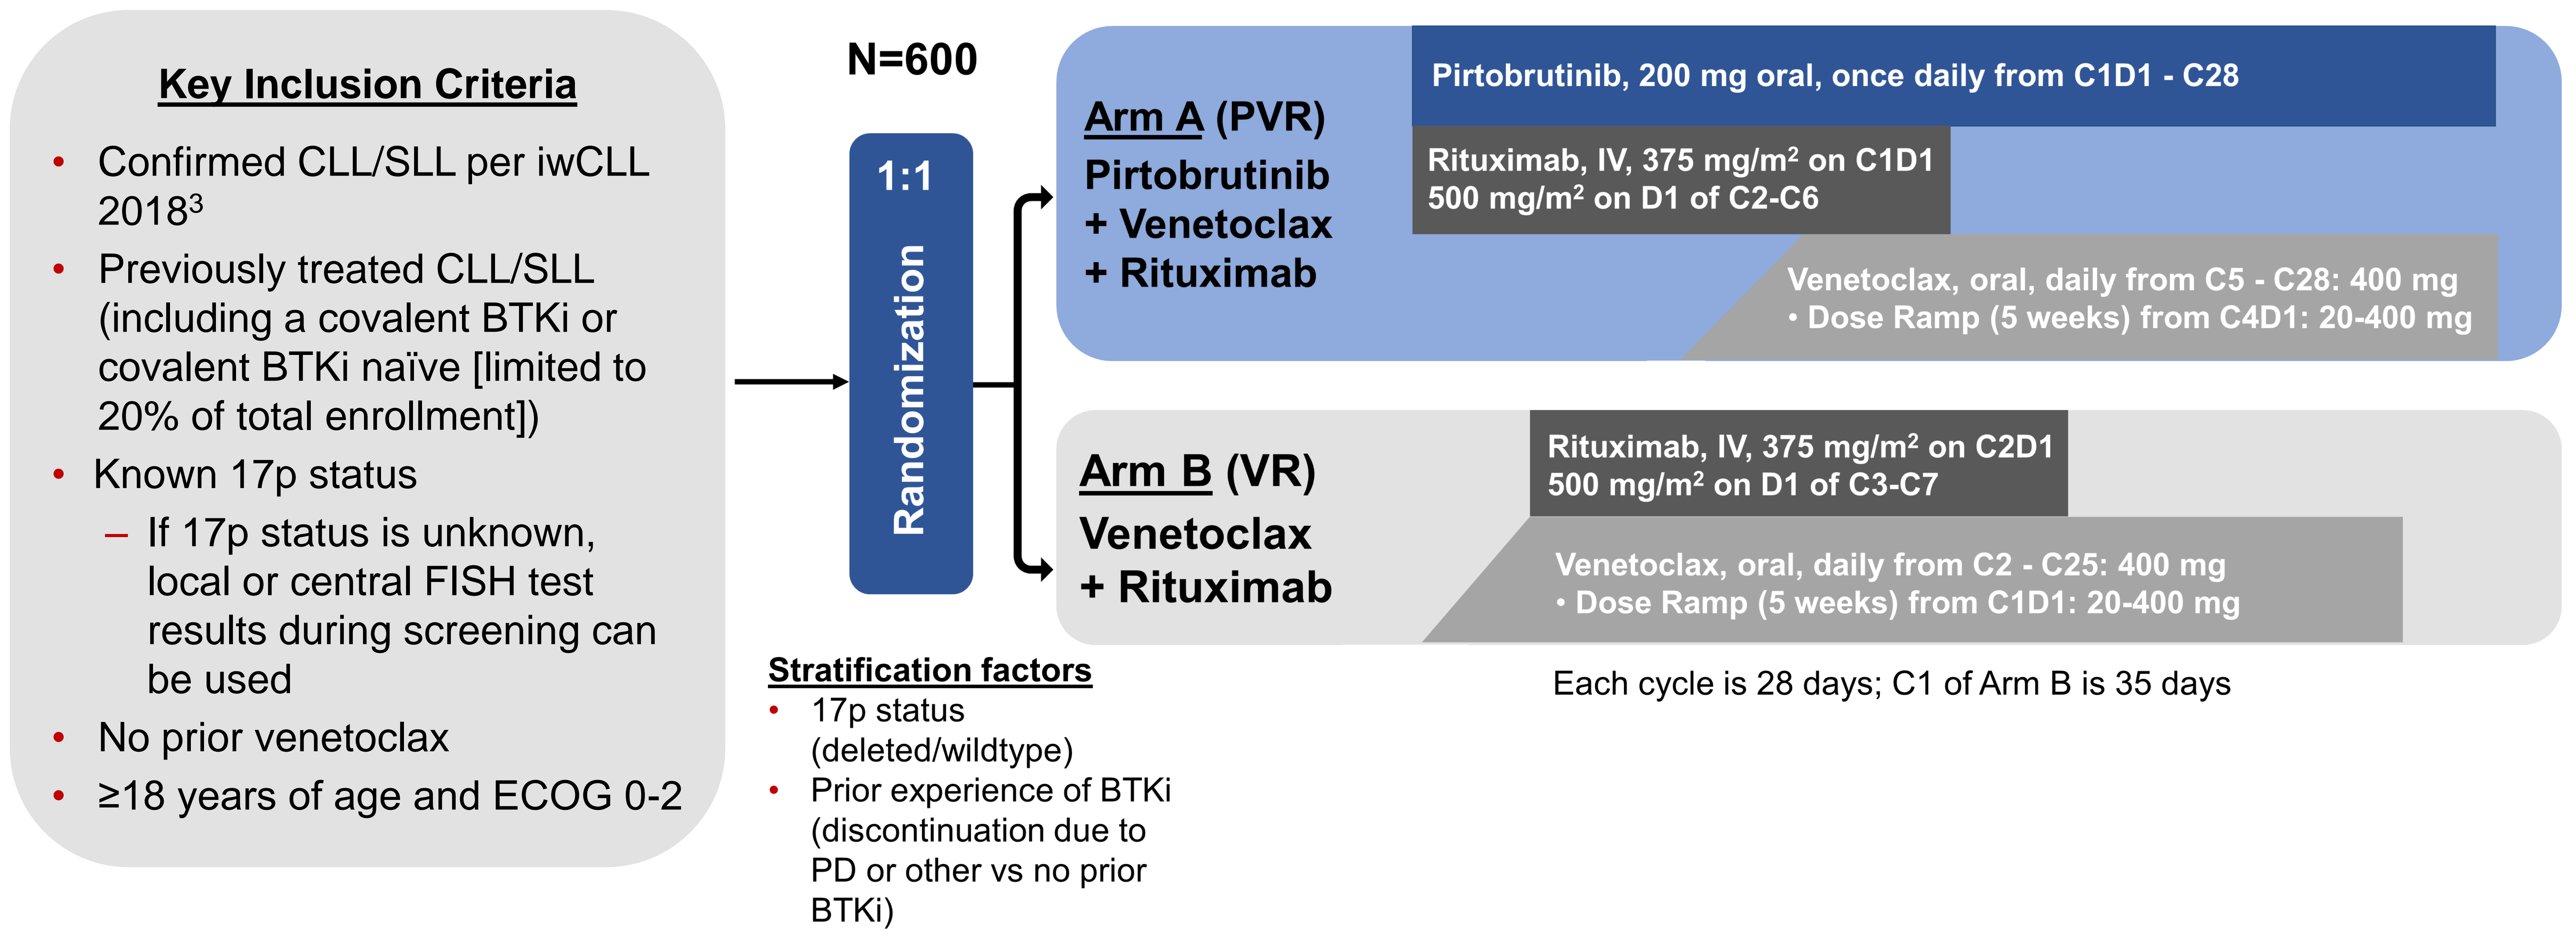 Key Inclusion Criteria
• Confirmed CLL/SLL per iwCLL
2018³
• Previously treated CLL/SLL
(including a covalent BTKi or
covalent BTKi naïve [limited to
20% of total enrollment])
• Known 17p status
– If 17p status is unknown,
local or central FISH test
results during screening can
be used
• No prior venetoclax
• ≥18 years of age and ECOG 0-2
N=600
1:1
Randomization
Stratification factors
• 17p status
(deleted/wildtype)
• Prior experience of BTKi
(discontinuation due to
PD or other vs no prior
BTKi)
Arm A (PVR)
Pirtobrutinib
+ Venetoclax
+ Rituximab
Pirtobrutinib, 200 mg oral, once daily from C1D1 - C28
Rituximab, IV, 375 mg/m² on C1D1
500 mg/m² on D1 of C2-C6
Venetoclax, oral, daily from C5 - C28: 400 mg
• Dose Ramp (5 weeks) from C4D1: 20-400 mg
Arm B (VR)
Venetoclax
+ Rituximab
Rituximab, IV, 375 mg/m² on C2D1
500 mg/m² on D1 of C3-C7
Venetoclax, oral, daily from C2 - C25: 400 mg
• Dose Ramp (5 weeks) from C1D1: 20-400 mg
Each cycle is 28 days; C1 of Arm B is 35 days